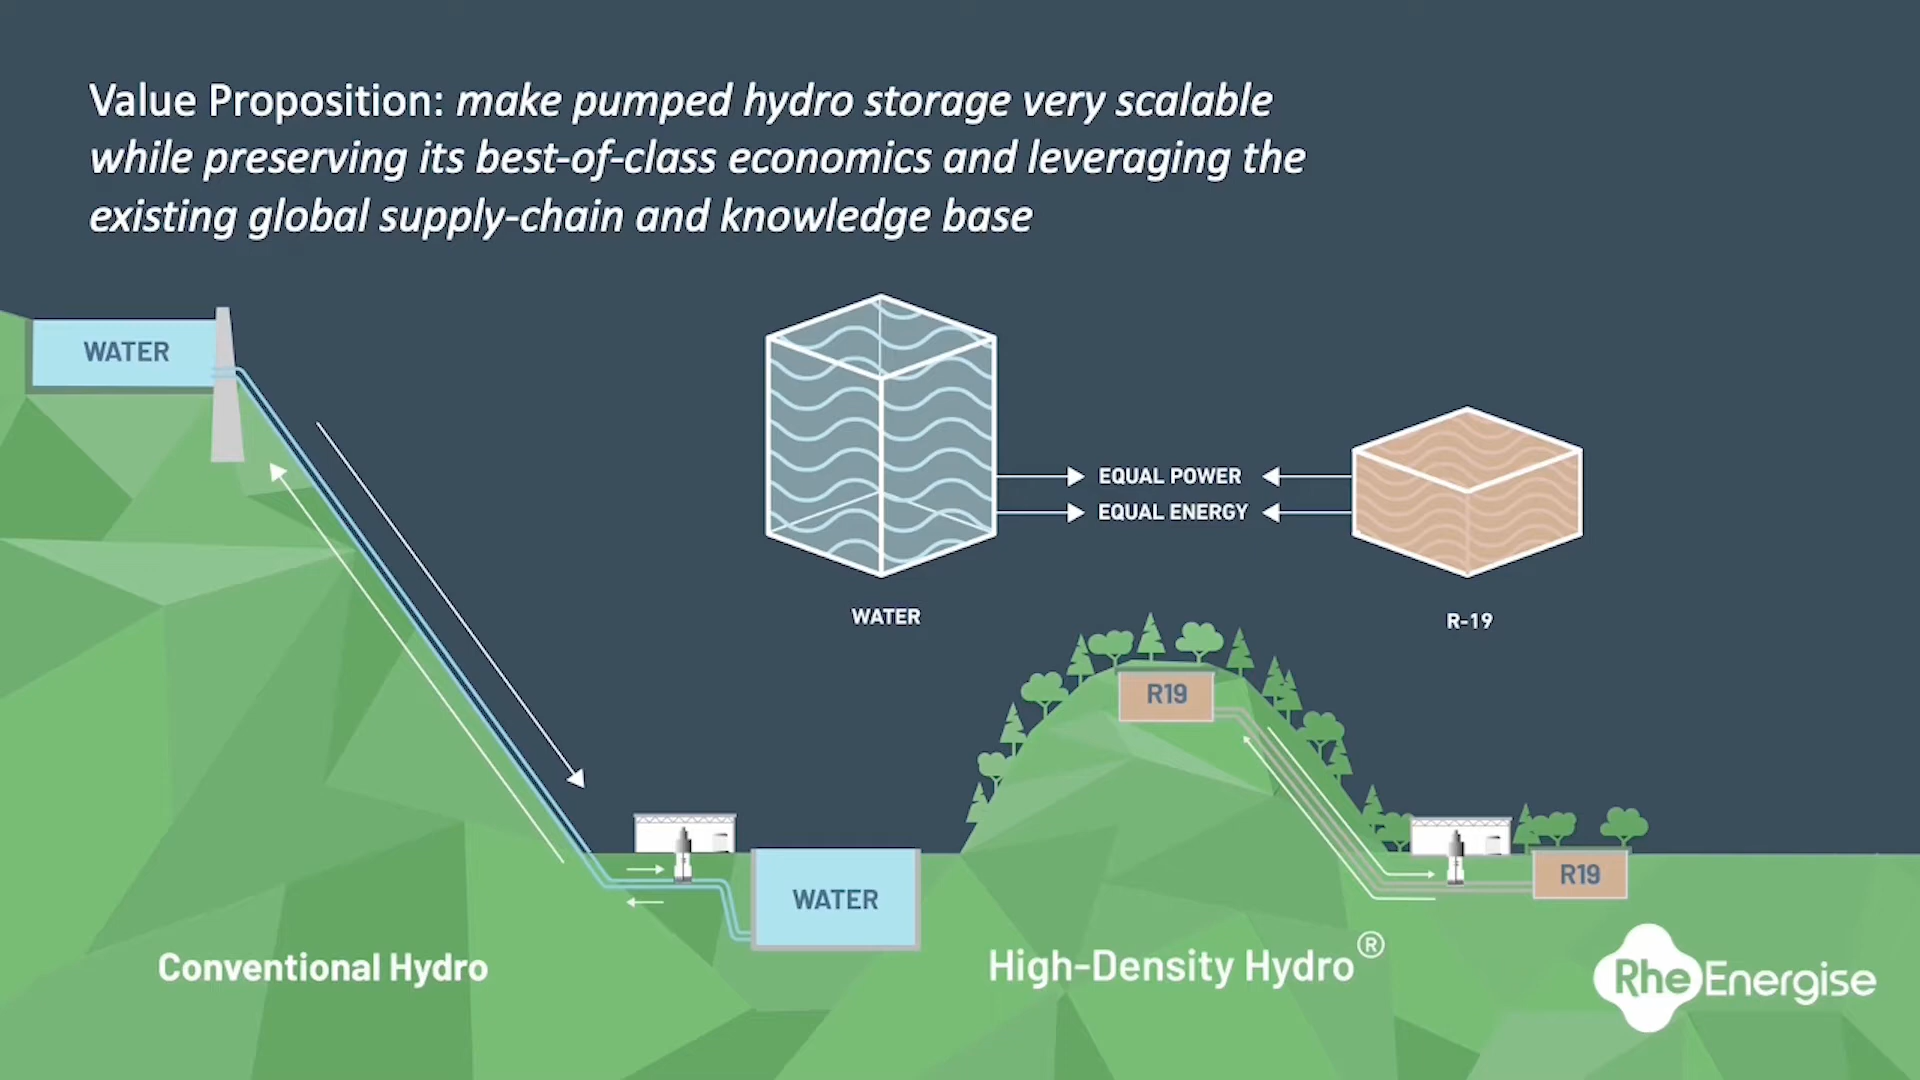 Value Proposition: make pumped hydro storage very scalable
while preserving its best-of-class economics and leveraging the
existing global supply-chain and knowledge base
WATER
EQUAL POWER
EQUAL ENERGY
WATER
R-19
R19
WATER
R19
Conventional Hydro
High-Density Hydro®
RheEnergise